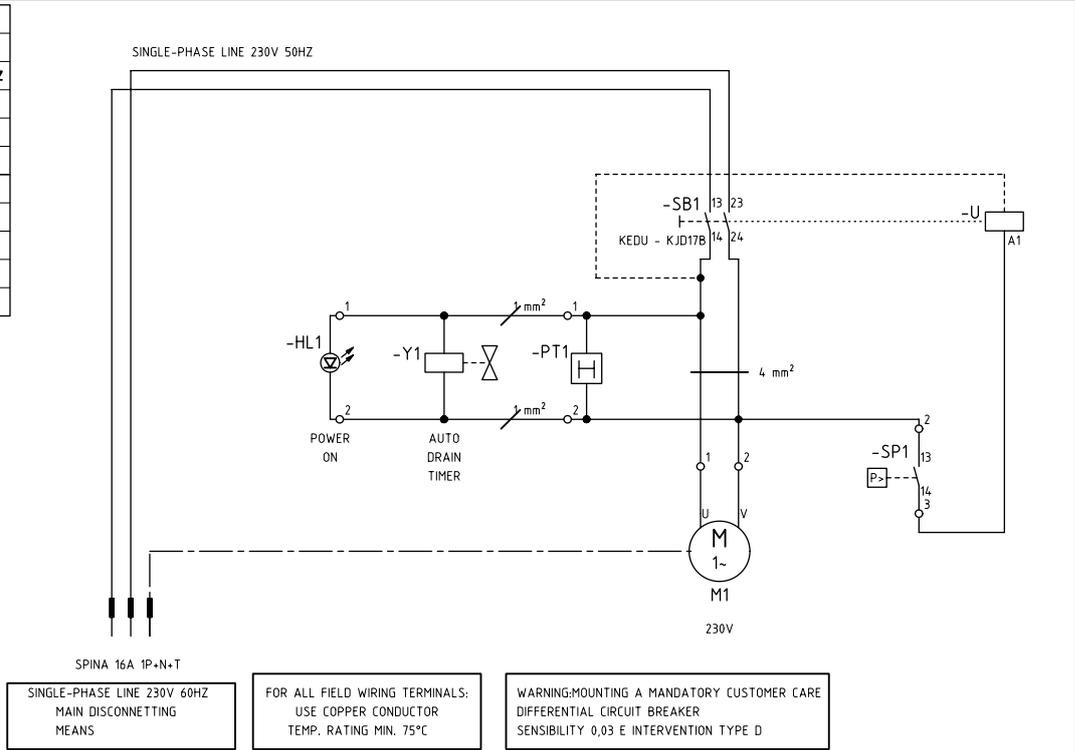 SINGLE-PHASE LINE 230V 50HZ
Z
-SB1 13 23
-U
KEDU - KJD17B 14 24
A1
1 1 mm² 1
-HL1
-Y1
-PT1
H
4 mm²
2 1 mm² 2
2
POWER
ON
AUTO
DRAIN
TIMER
1 2
-SP1 13
P>
14
3
U V
M
1~
M1
230V
SPINA 16A 1P+N+T
SINGLE-PHASE LINE 230V 60HZ
MAIN DISCONNETTING
MEANS
FOR ALL FIELD WIRING TERMINALS:
USE COPPER CONDUCTOR
TEMP. RATING MIN. 75°C
WARNING:MOUNTING A MANDATORY CUSTOMER CARE
DIFFERENTIAL CIRCUIT BREAKER
SENSIBILITY 0,03 E INTERVENTION TYPE D